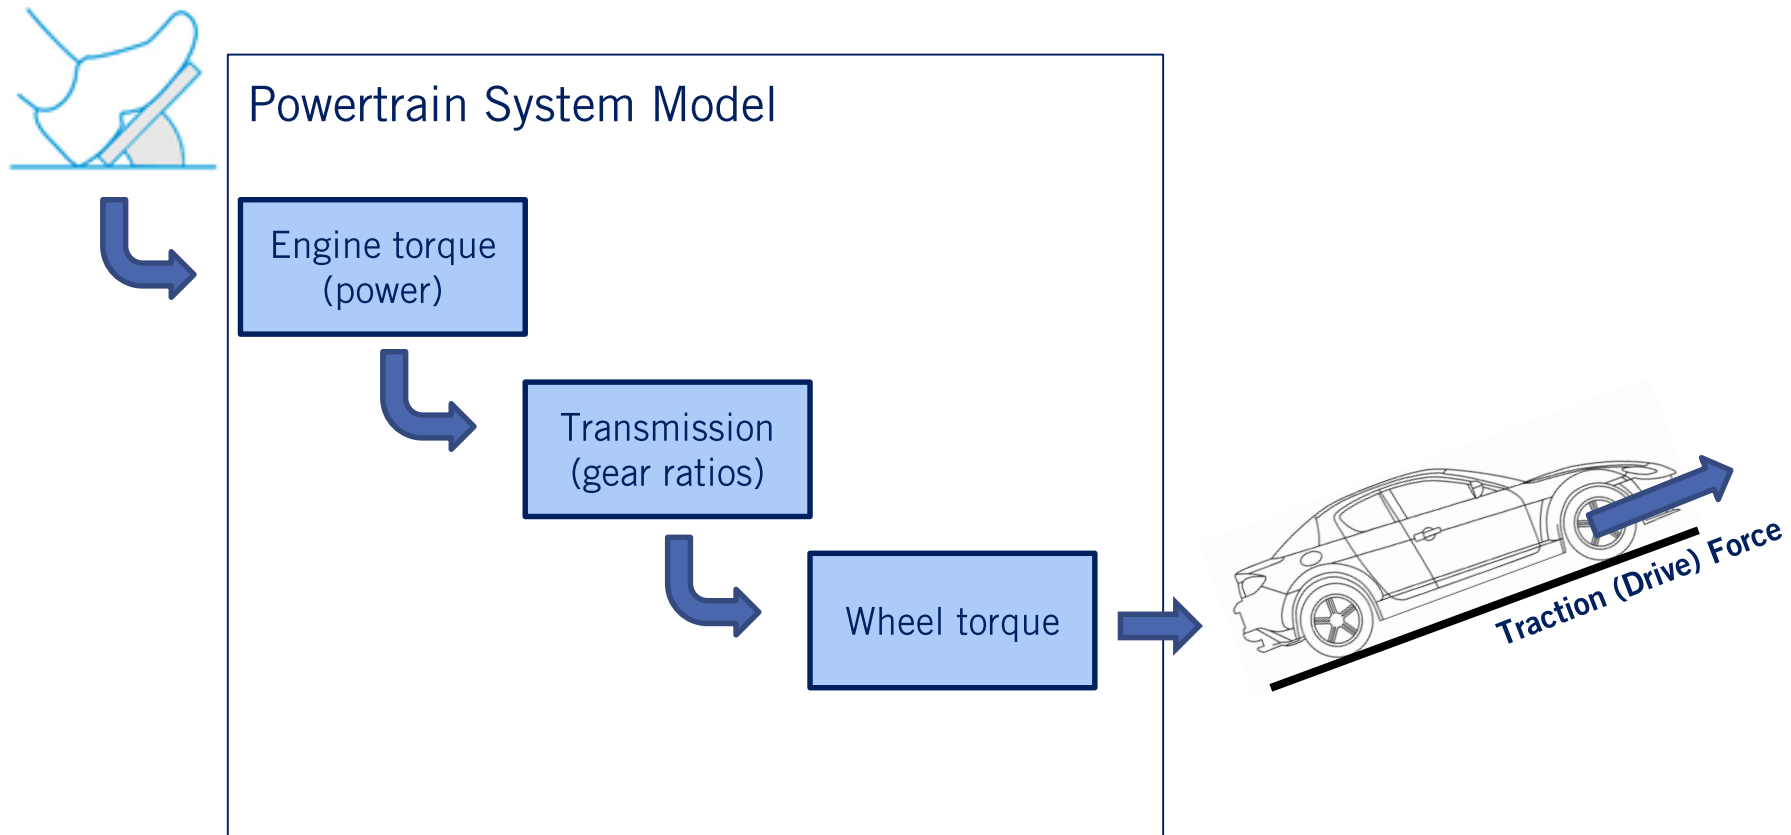 Powertrain System Model
Engine torque
(power)
Transmission
(gear ratios)
Wheel torque
Traction (Drive) Force